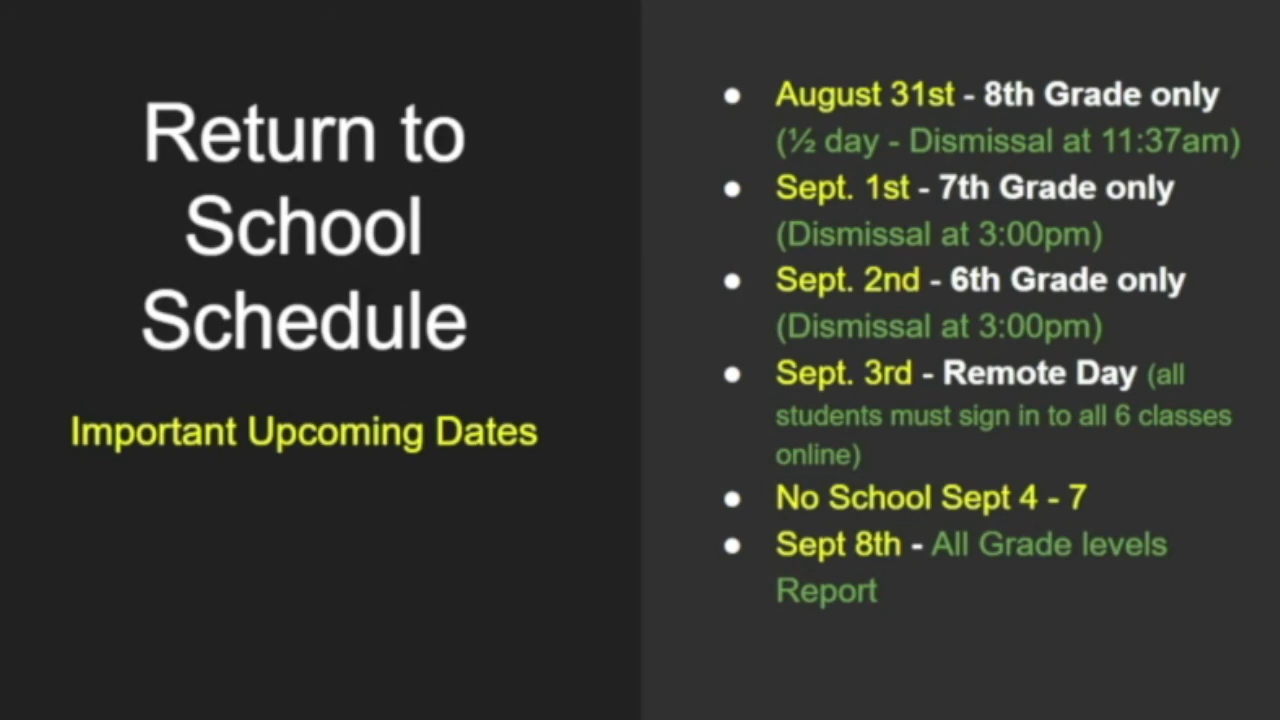 Return to
School
Schedule
Important Upcoming Dates
● August 31st - 8th Grade only
(½ day - Dismissal at 11:37am)
● Sept. 1st - 7th Grade only
(Dismissal at 3:00pm)
● Sept. 2nd - 6th Grade only
(Dismissal at 3:00pm)
● Sept. 3rd - Remote Day (all
students must sign in to all 6 classes
online)
● No School Sept 4 - 7
● Sept 8th - All Grade levels
Report